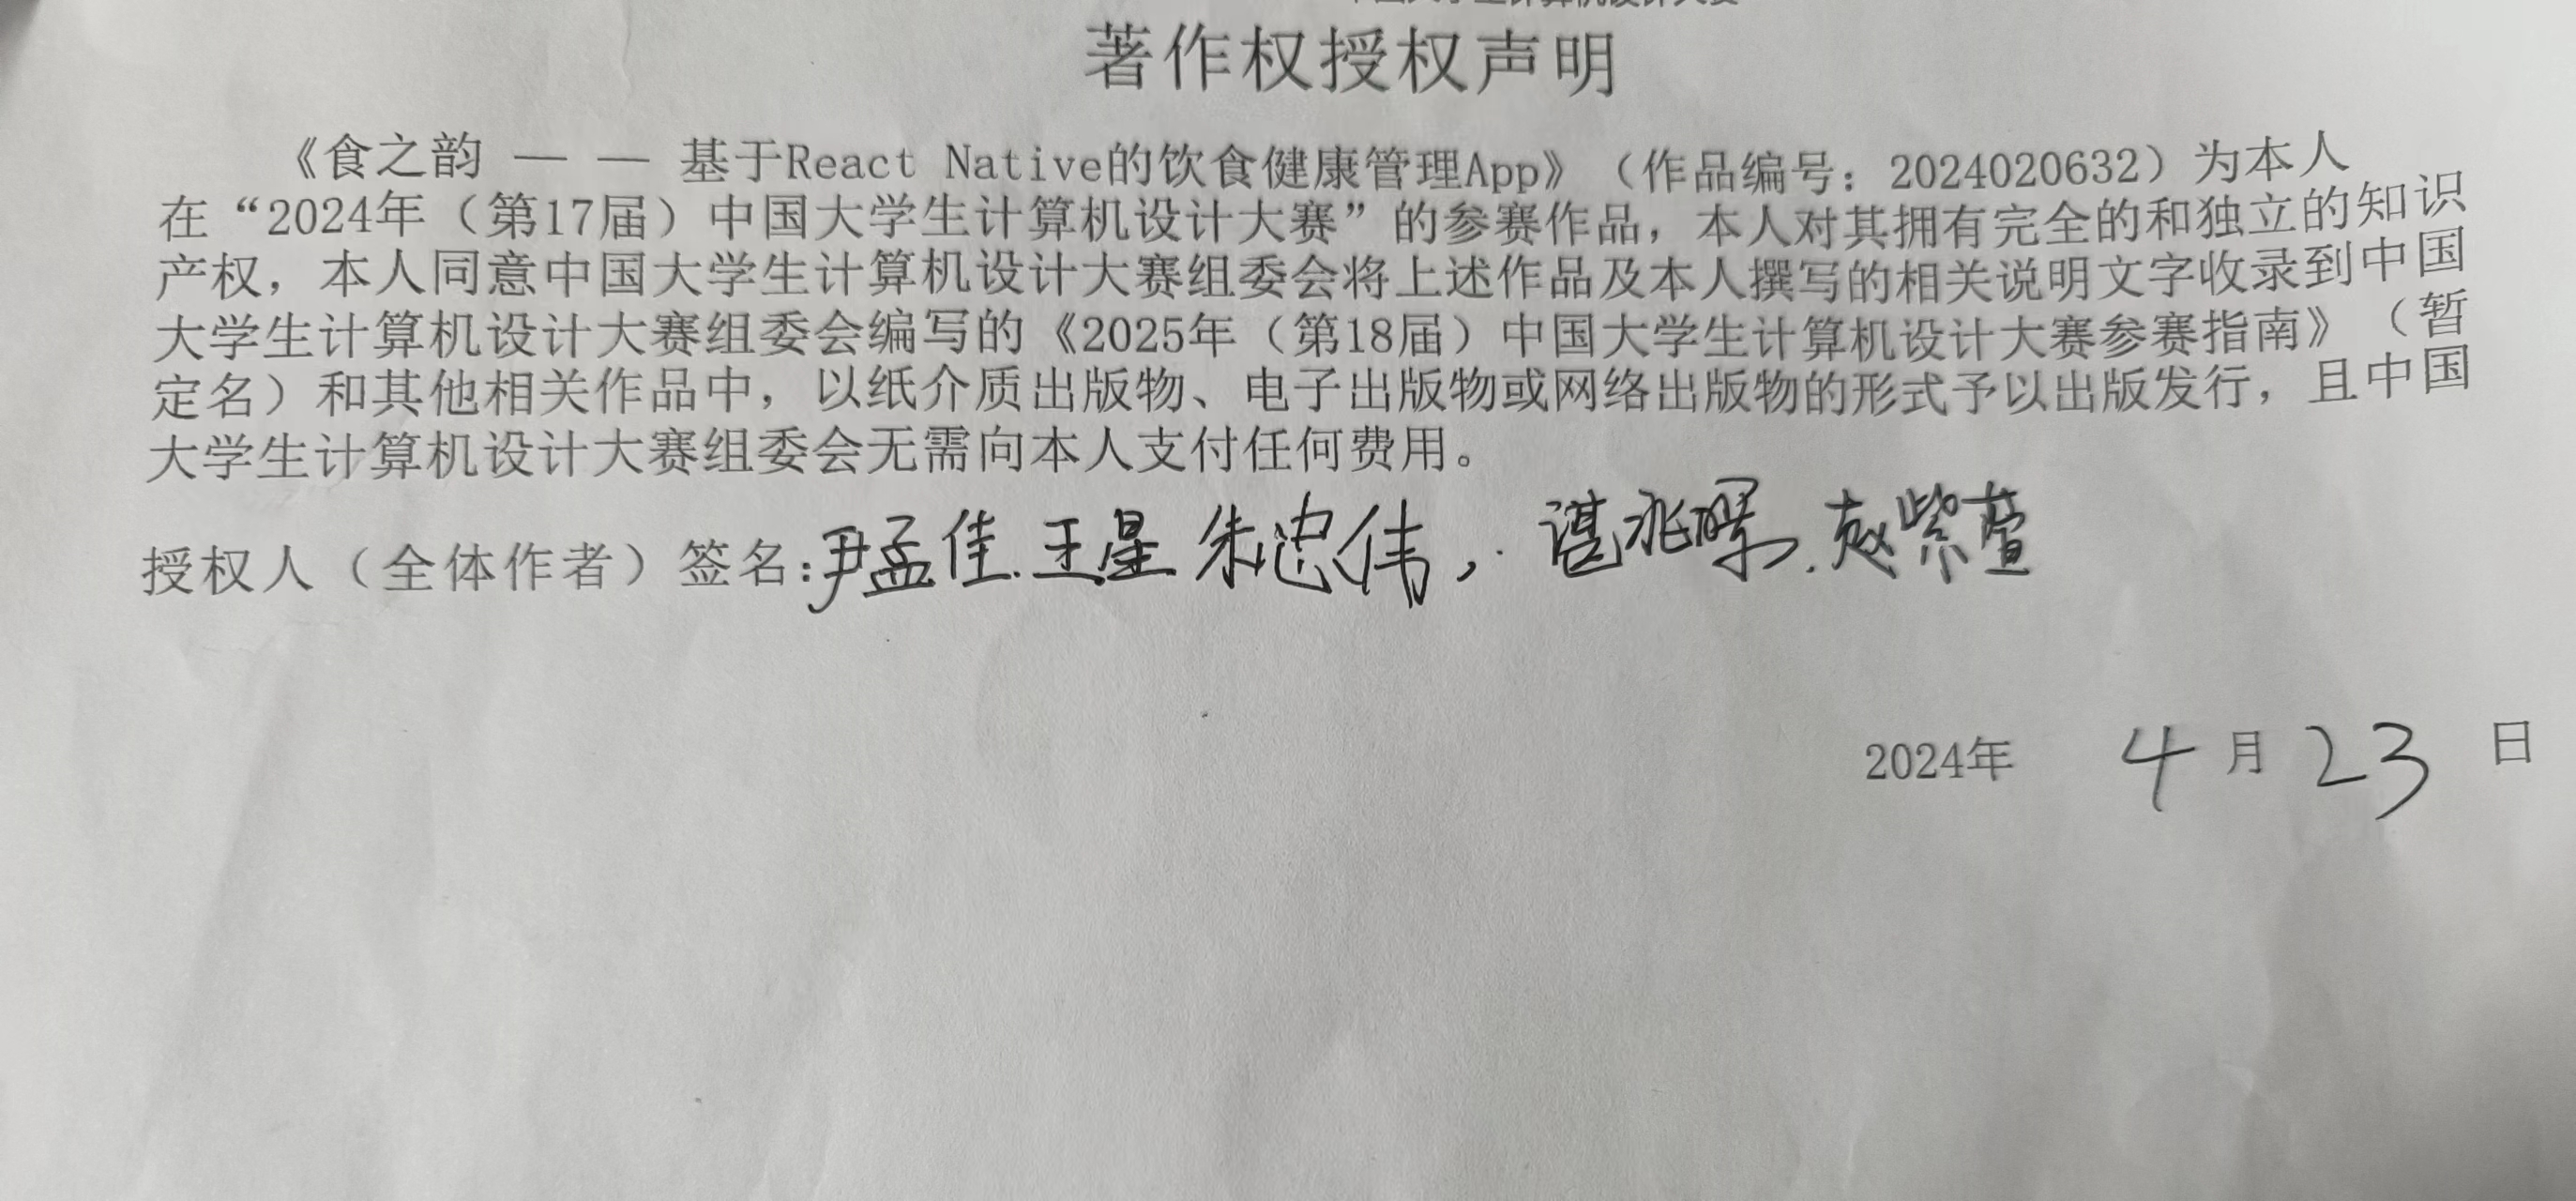 中国大学生计算机设计大赛
著作权授权声明
《食之韵 — — 基于React Native的饮食健康管理App》（作品编号：2024020632）为本人
在“2024年（第17届）中国大学生计算机设计大赛”的参赛作品，本人对其拥有完全的和独立的知识
产权，本人同意中国大学生计算机设计大赛组委会将上述作品及本人撰写的相关说明文字收录到中国
大学生计算机设计大赛组委会编写的《2025年（第18届）中国大学生计算机设计大赛参赛指南》（暂
定名）和其他相关作品中，以纸介质出版物、电子出版物或网络出版物的形式予以出版发行，且中国
大学生计算机设计大赛组委会无需向本人支付任何费用。
授权人（全体作者）签名：尹孟佳.王星 朱忠伟，谌兆 .赵紫萱
2024年 4 月 23 日